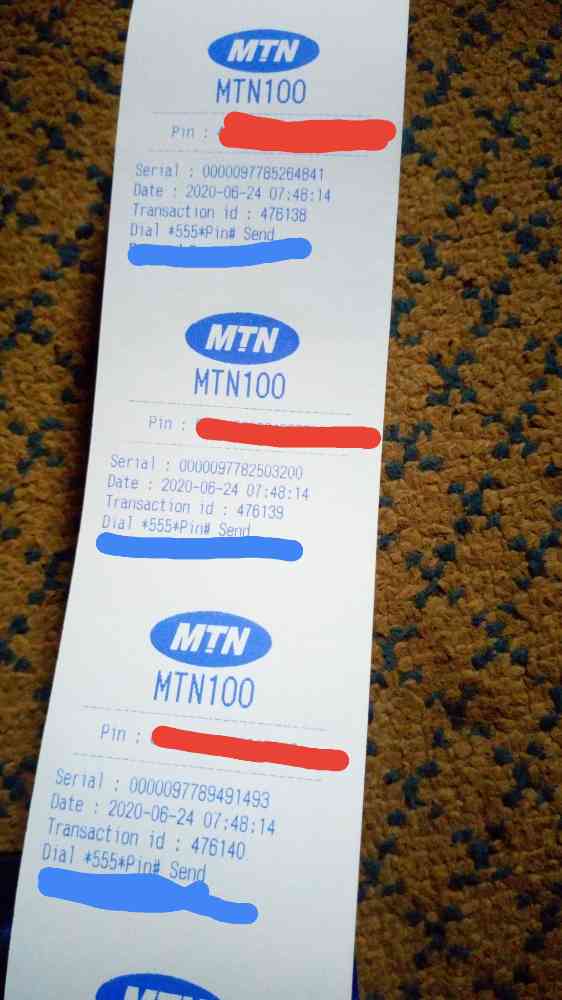 MTN
MTN100
Pin :
Serial : 0000097785264841
Date : 2020-06-24 07:48:14
Transaction id : 476138
Dial *555*Pin# Send
MTN
MTN100
Pin :
Serial : 0000097782503200
Date : 2020-06-24 07:48:14
Transaction id : 476139
Dial *555*Pin# Send
MTN
MTN100
Pin :
Serial : 0000097789491493
Date : 2020-06-24 07:48:14
Transaction id : 476140
Dial *555*Pin# Send
MTN